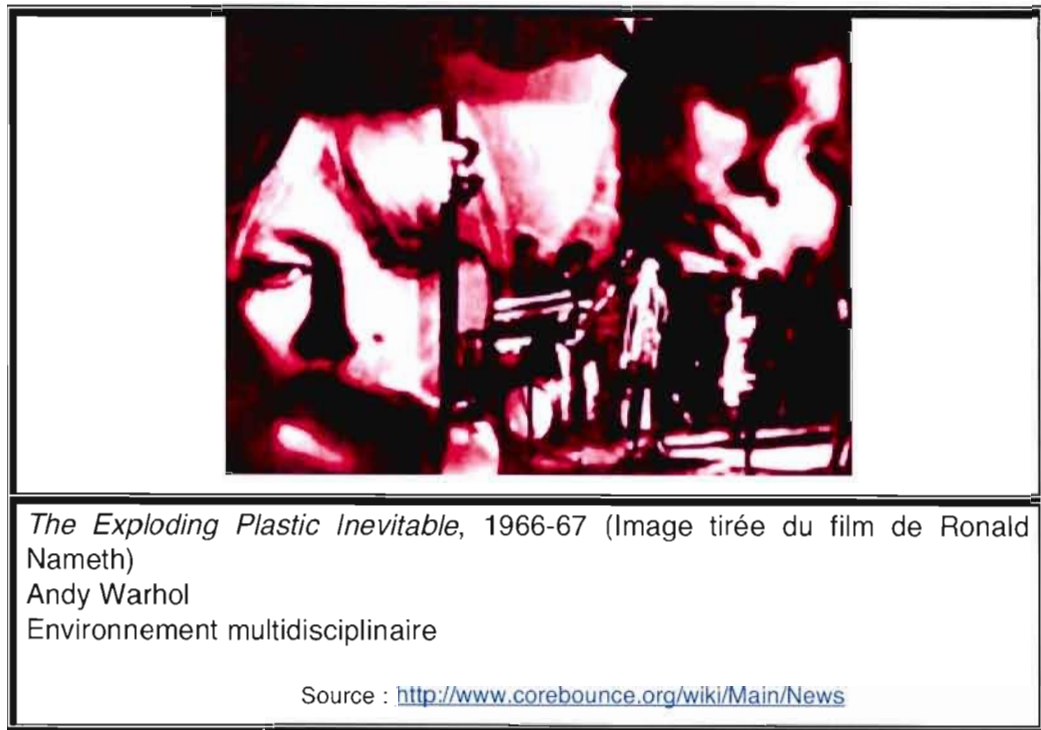 The Exploding Plastic Inevitable, 1966-67 (Image tirée du film de Ronald
Nameth)
Andy Warhol
Environnement multidisciplinaire
Source : http://www.corebounce.org/wiki/Main/News